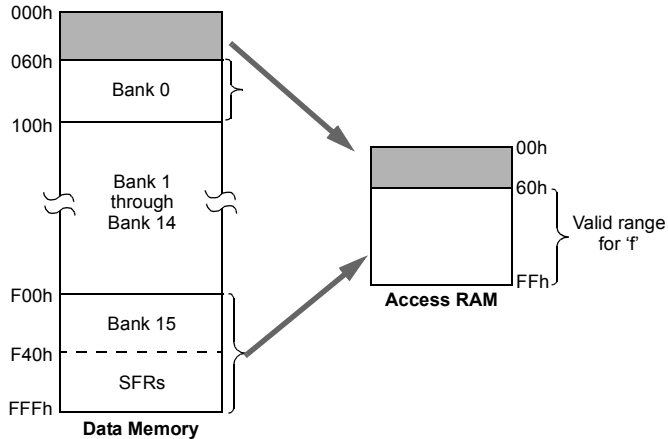 000h
060h
Bank 0
100h
Bank 1
through
Bank 14
F00h
Bank 15
F40h
SFRs
FFFh
Data Memory
00h
60h
Valid range
for ‘f’
FFh
Access RAM